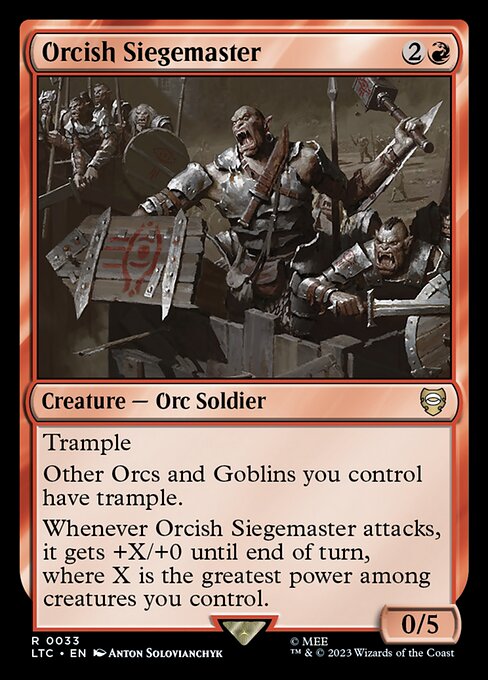 Orcish Siegemaster 2
Creature — Orc Soldier
Trample
Other Orcs and Goblins you control
have trample.
Whenever Orcish Siegemaster attacks,
it gets +X/+0 until end of turn,
where X is the greatest power among
creatures you control.
0/5
R 0033
LTC • EN Anton Solovianchyk
© MEE
™ & © 2023 Wizards of the Coast